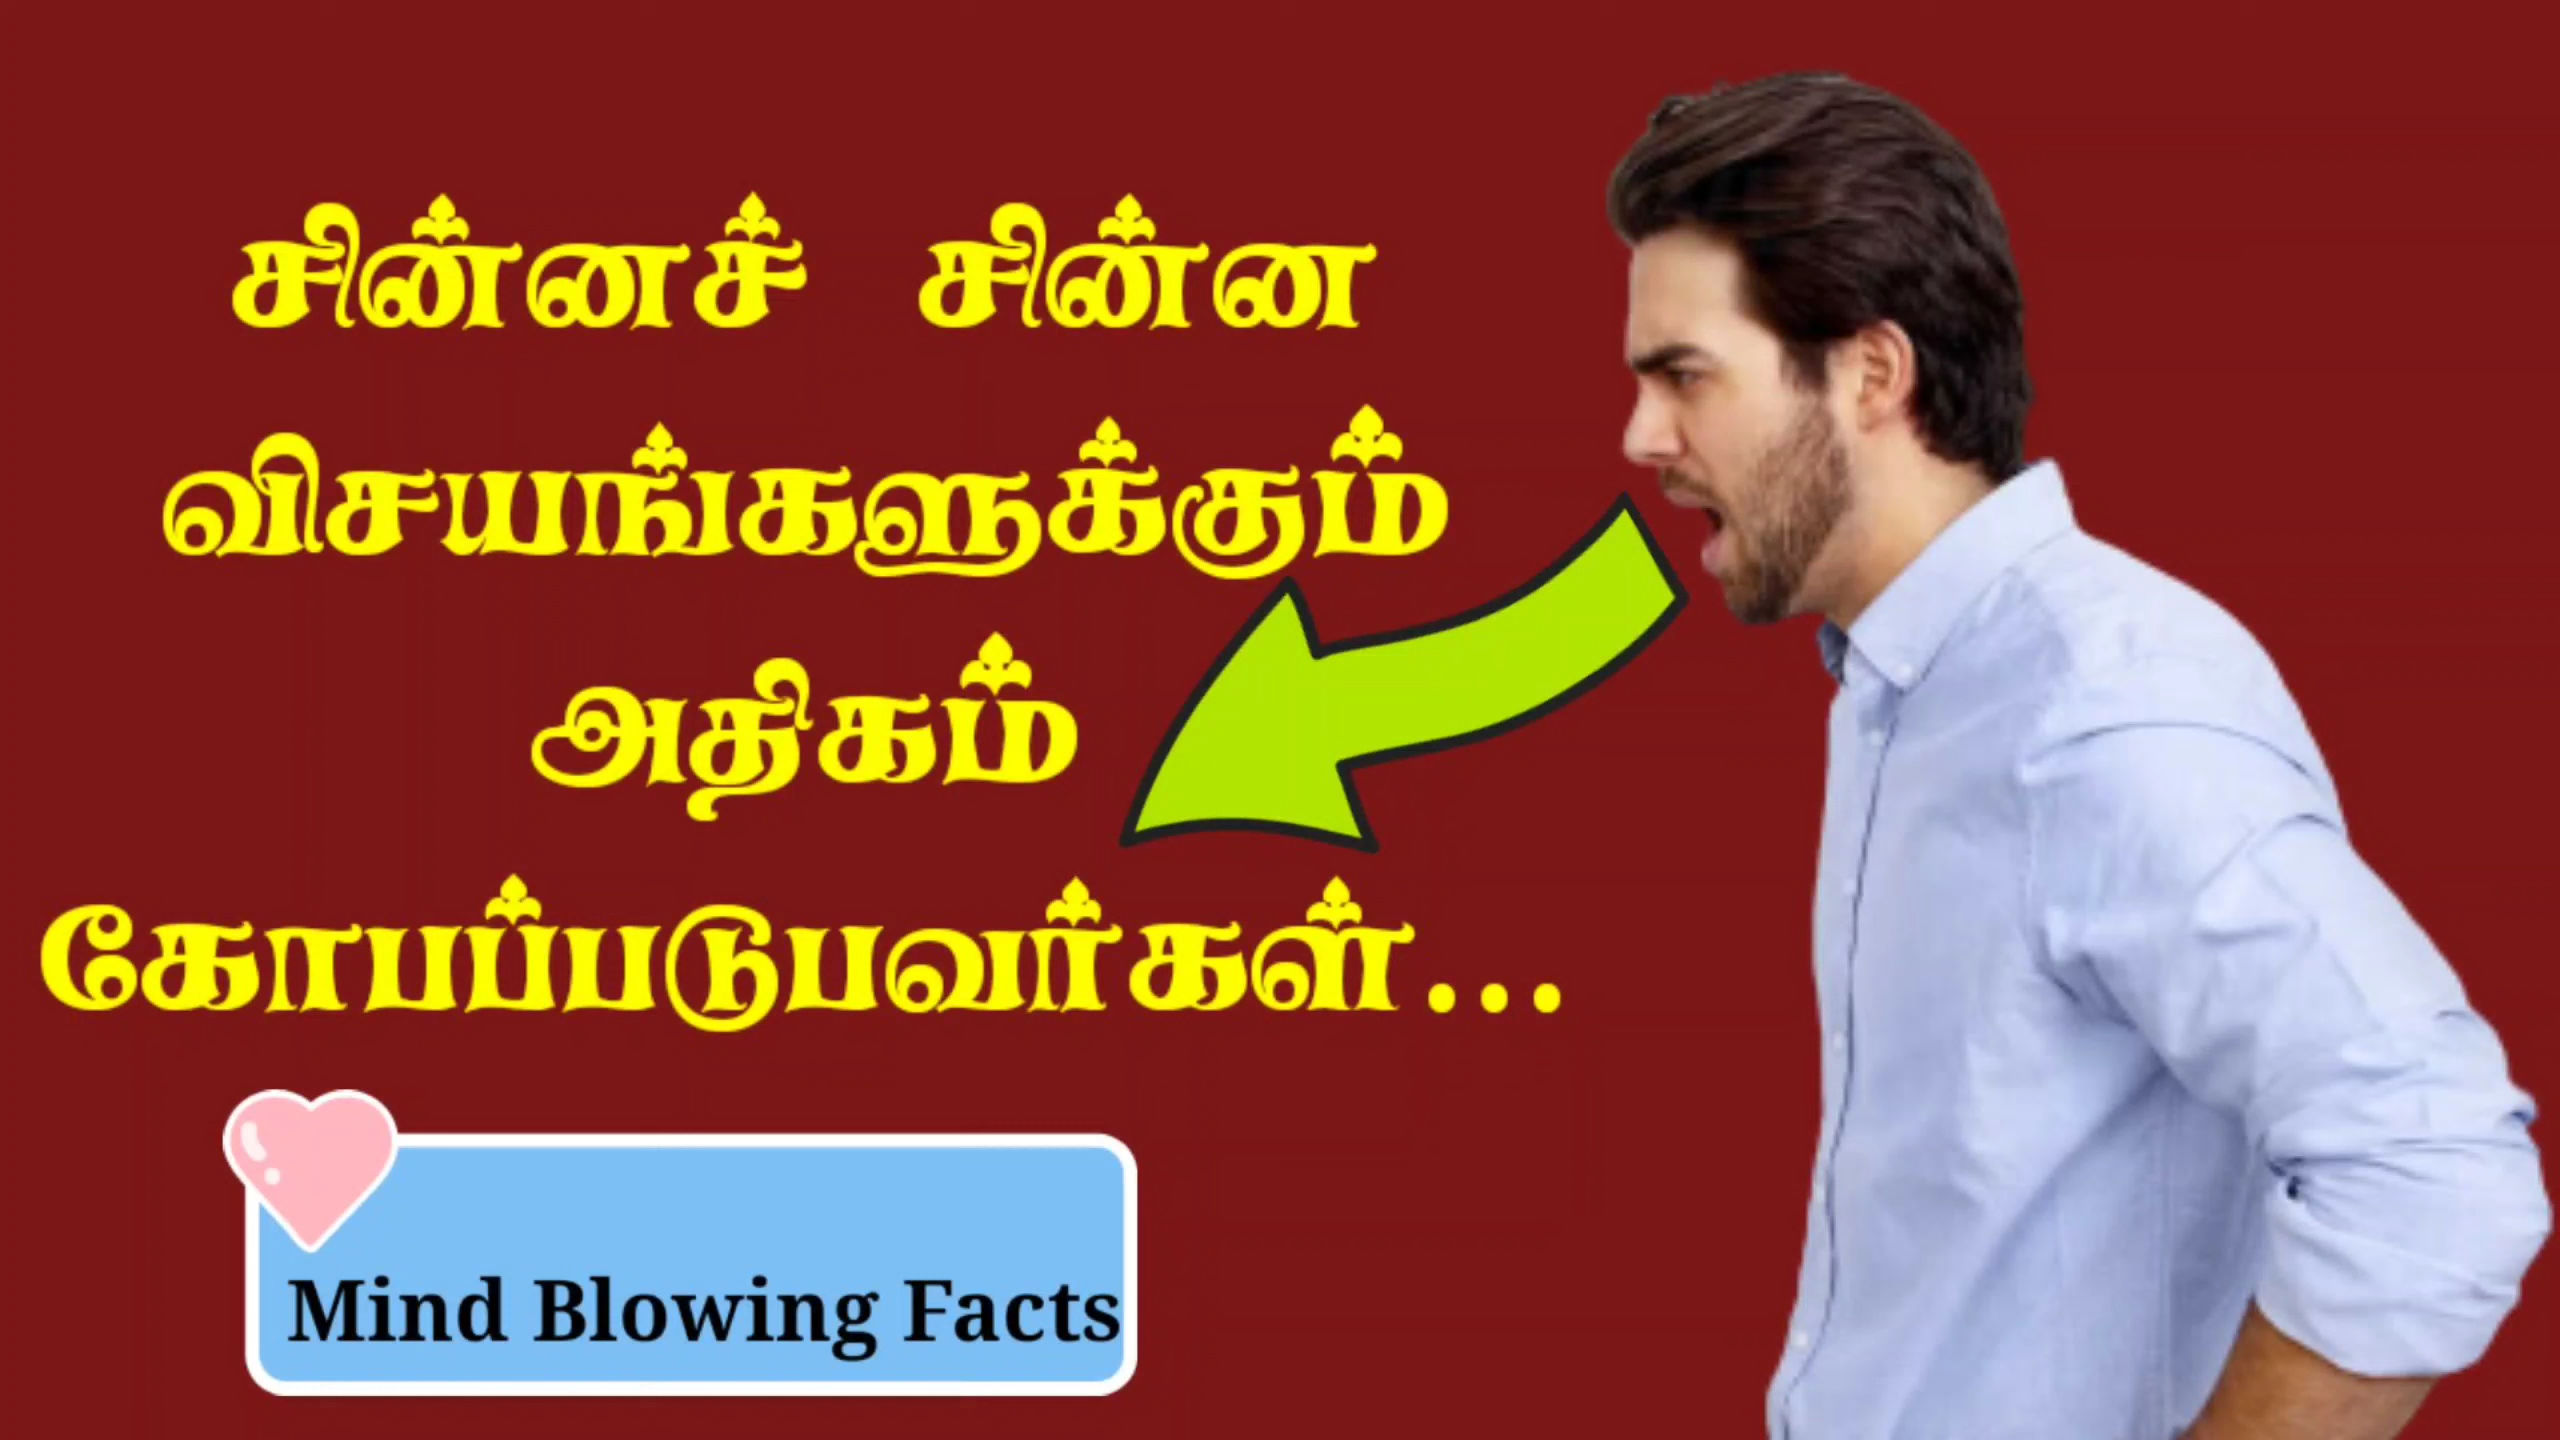 சின்னச் சின்ன
விசயங்களுக்கும்
அதிகம்
கோபப்படுபவர்கள்...
Mind Blowing Facts